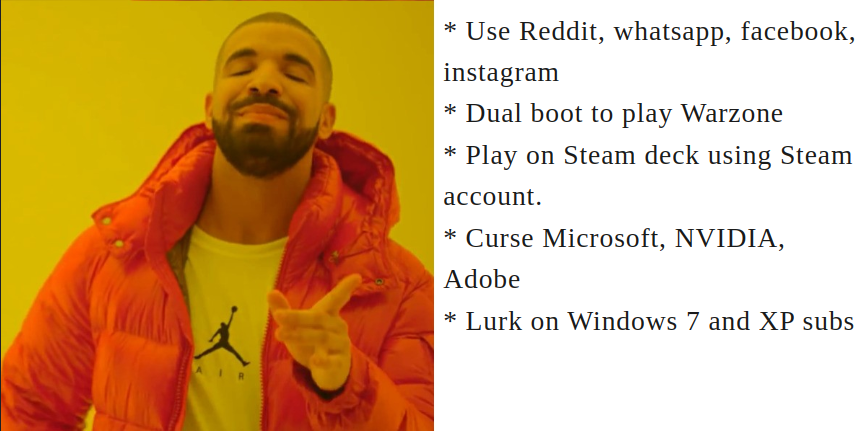 * Use Reddit, whatsapp, facebook,
instagram
* Dual boot to play Warzone
* Play on Steam deck using Steam
account.
* Curse Microsoft, NVIDIA,
Adobe
* Lurk on Windows 7 and XP subs
A I R